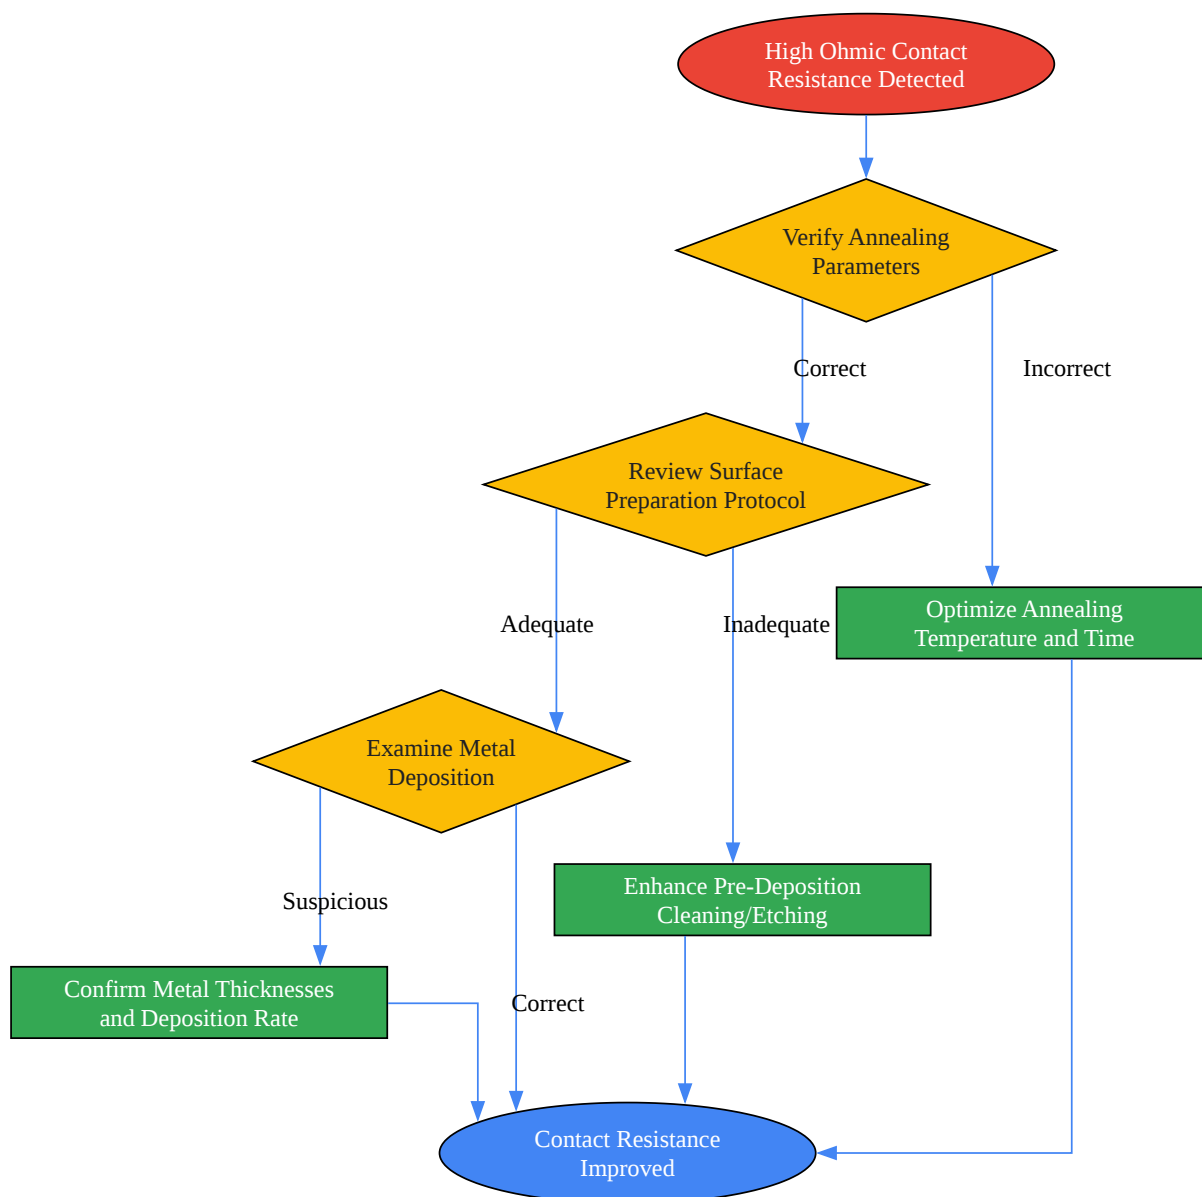 High Ohmic Contact
Resistance Detected
Verify Annealing
Parameters
Correct
Incorrect
Review Surface
Preparation Protocol
Optimize Annealing
Temperature and Time
Adequate
Inadequate
Examine Metal
Deposition
Enhance Pre-Deposition
Cleaning/Etching
Suspicious
Confirm Metal Thicknesses
and Deposition Rate
Correct
Contact Resistance
Improved